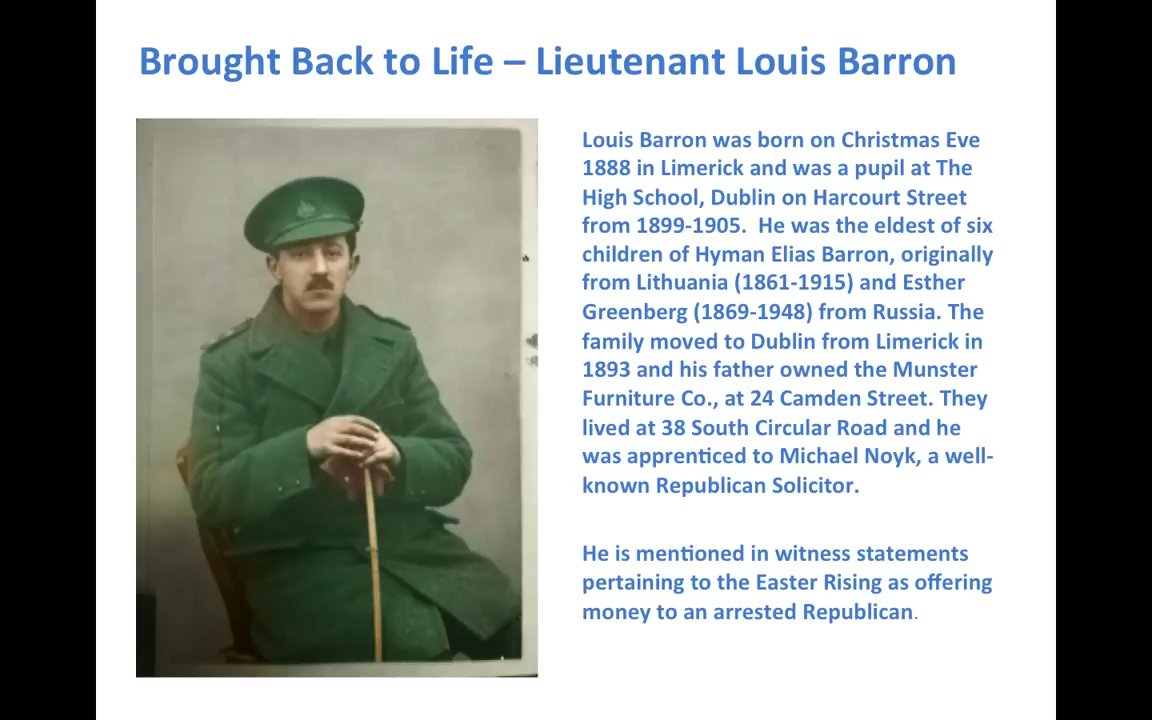 Brought Back to Life – Lieutenant Louis Barron
Louis Barron was born on Christmas Eve
1888 in Limerick and was a pupil at The
High School, Dublin on Harcourt Street
from 1899-1905.  He was the eldest of six
children of Hyman Elias Barron, originally
from Lithuania (1861-1915) and Esther
Greenberg (1869-1948) from Russia. The
family moved to Dublin from Limerick in
1893 and his father owned the Munster
Furniture Co., at 24 Camden Street. They
lived at 38 South Circular Road and he
was apprenticed to Michael Noyk, a well-
known Republican Solicitor.
He is mentioned in witness statements
pertaining to the Easter Rising as offering
money to an arrested Republican.